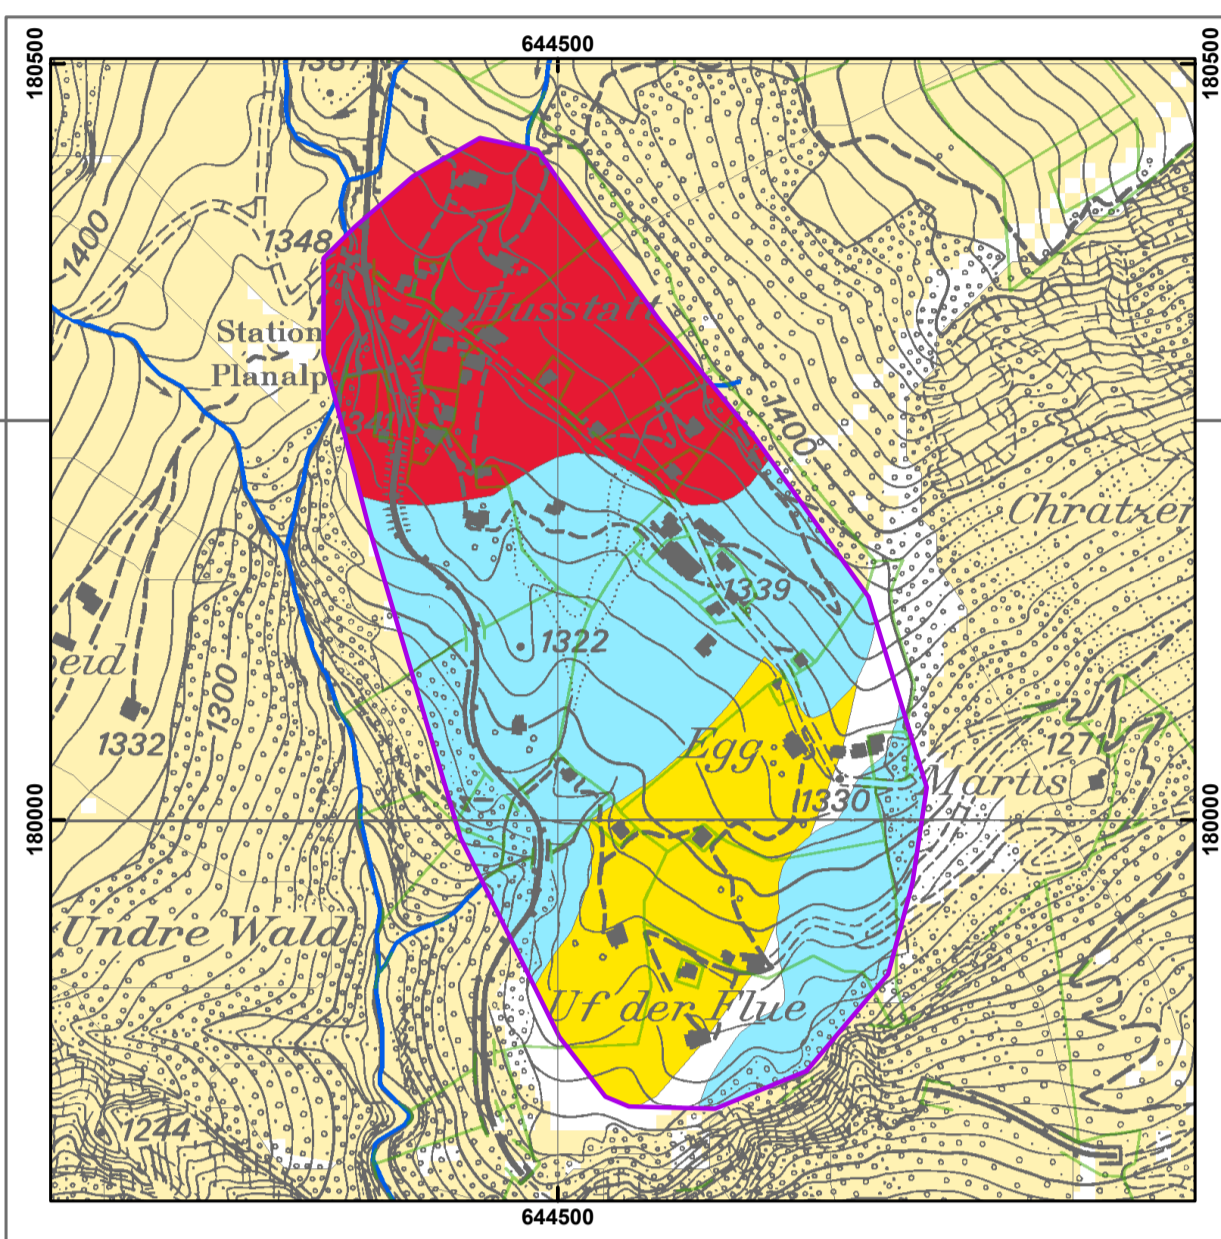 644500
180500
180500
1348
1400
Husstatt
Station
Planalp
1341
1400
Chratzer
1339
1322
eid
1300
1332
Egg
1271
Martis
1330
180000
180000
Undre Wald
Uf der Flue
1244
644500